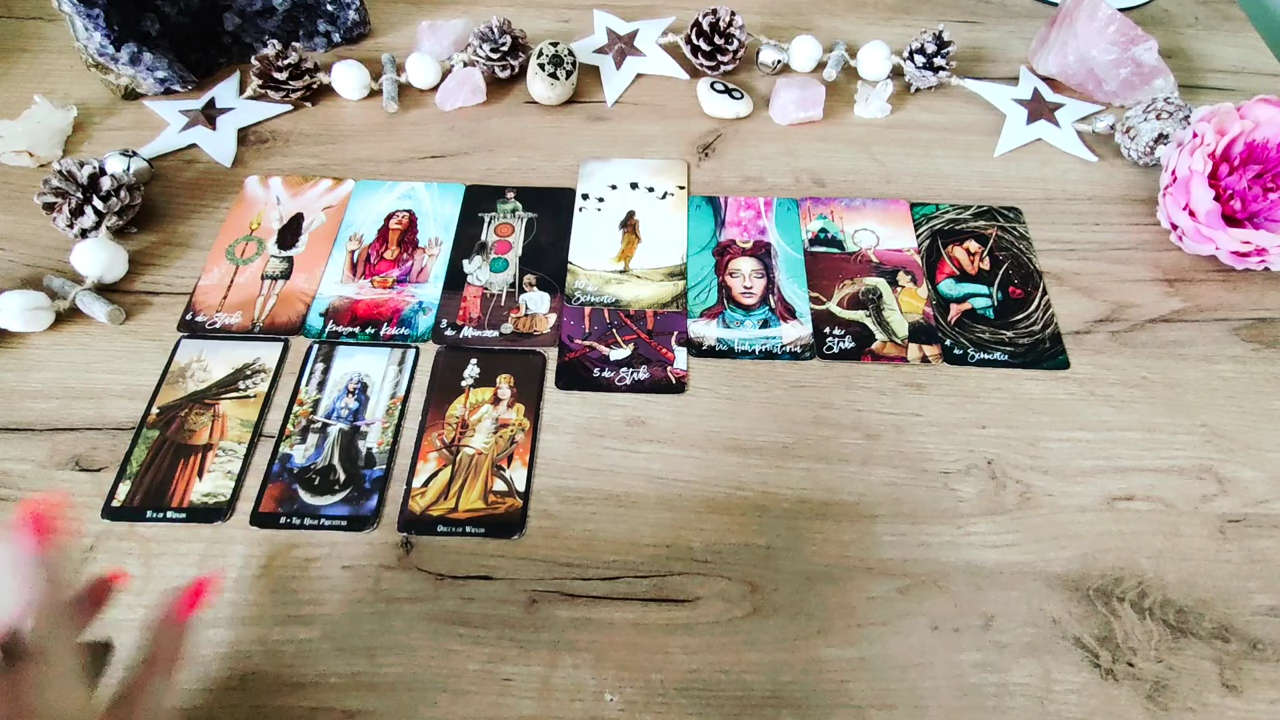 6 der Stäbe
Königin der Kelche
3 der Münzen
10 der
Schwerter
5 der Stäbe
2 Die Hohepriesterin
4 der
Stäbe
4 der Schwerter
8
Ten of Wands
II • The High Priestess
Queen of Wands